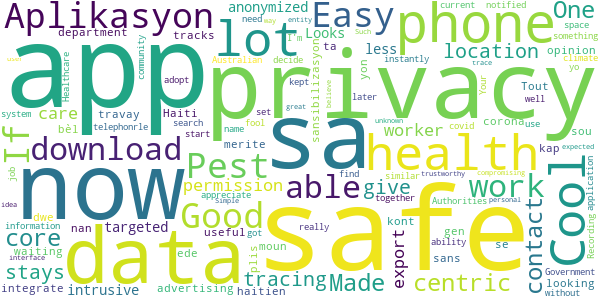 Aplikasyon
lot
Easy
phone
One
anonymized
Looks
location
opinion
current
notified
need
way
entity
I'm
climate
something
space
department
tracks
less
ta
instantly
Such
Healthcare
community
adopt
Australian
decide
yon
later
trace
Your
yo
app
privacy
system
travay
Haiti
sensibilizasyon
Tout
well
bèl
search
start
telephonrle
care
worker
corona
use
set
kept
believe
If
name
fool
great
merite
kap
sou
user
unknown
download
sa
health
Cool
job
Pest
able
find
similar
trustworthy
idea
permission
give
work
together
expected
now
Good
appreciate
covid
compromising
Simple
contact
application
dwe
useful
got
export
Authorities
personal
information
nan
targeted
really
ability
se
core
tracing
kont
gen
Recording
waiting
ede
moun
Made
centric
sans
Government
data
safe
stays
intrusive
advertising
plis
looking
integrate
interface
haitien
without